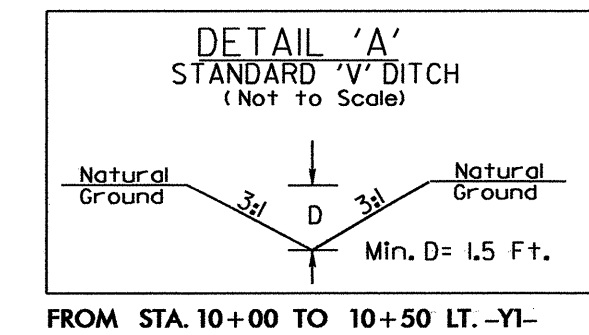 DETAIL 'A'
STANDARD 'V' DITCH
(Not to Scale)
Natural
Ground
3:1
D
3:1
Natural
Ground
Min. D= 1.5 Ft.
FROM STA. 10+00 TO 10+50 LT. -Y1-